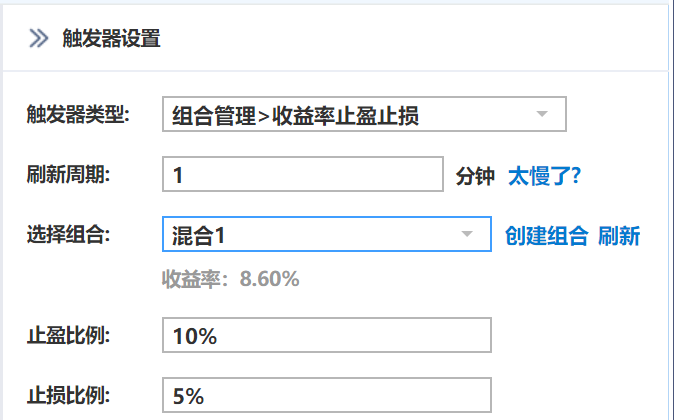 触发器设置
触发器类型: 组合管理>收益率止盈止损
刷新周期: 1 分钟 太慢了?
选择组合: 混合1 创建组合 刷新
收益率: 8.60%
止盈比例: 10%
止损比例: 5%